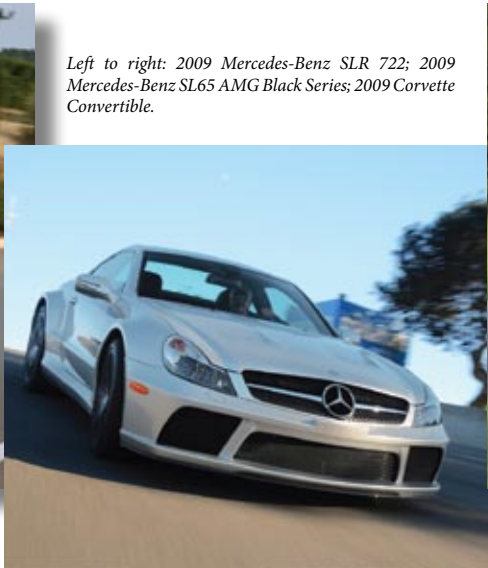 Left to right: 2009 Mercedes-Benz SLR 722; 2009
Mercedes-Benz SL65 AMG Black Series; 2009 Corvette
Convertible.